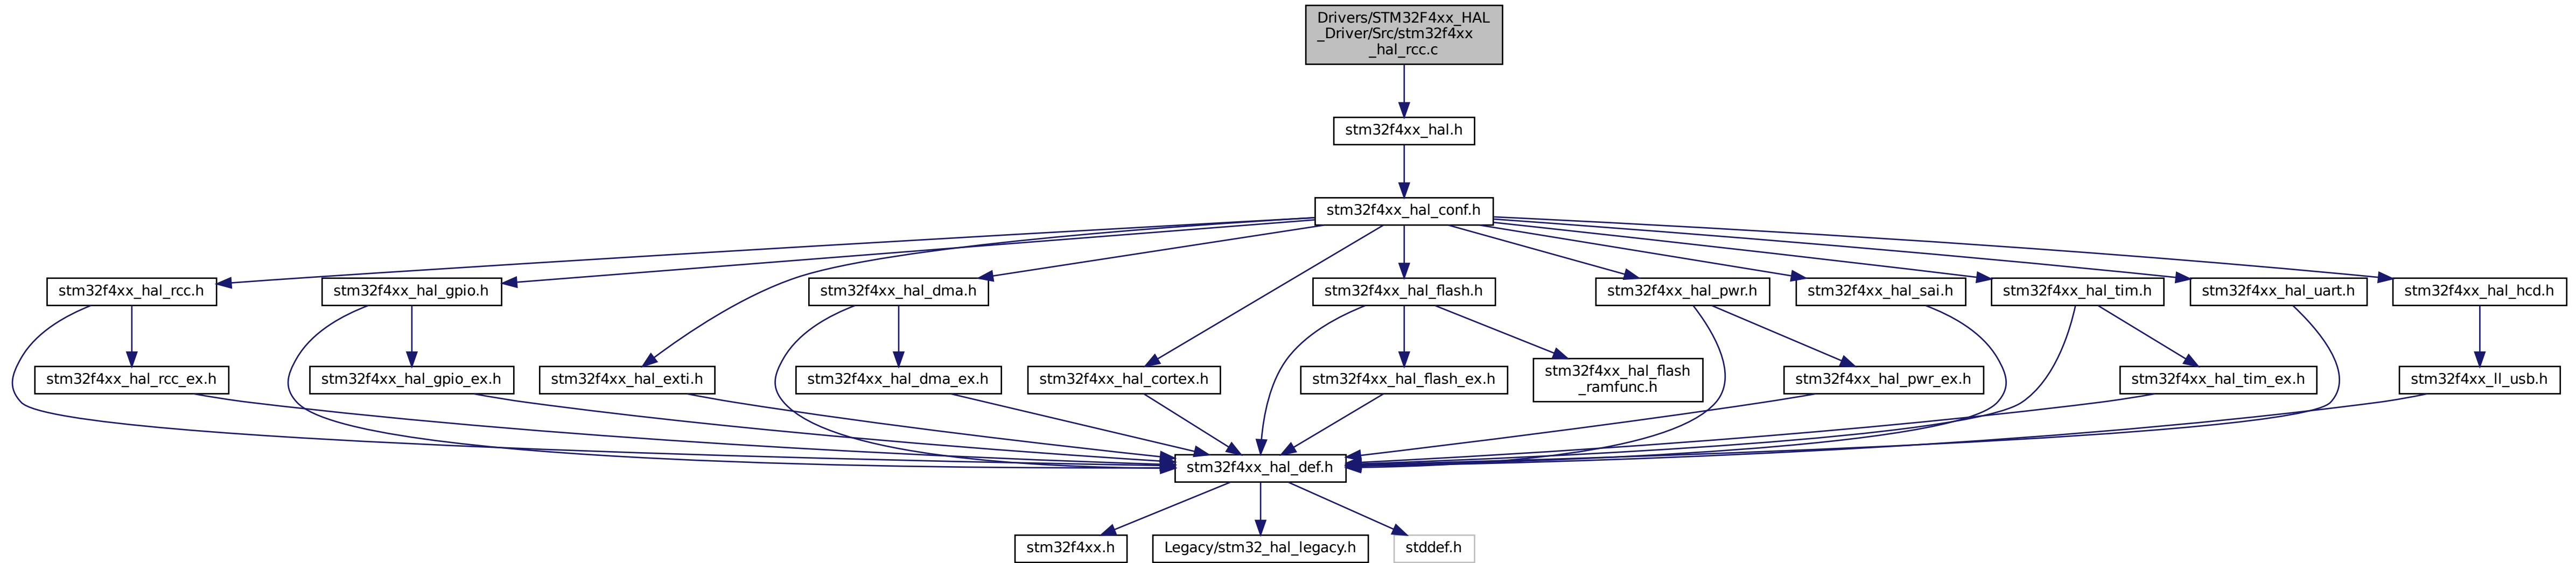 Drivers/STM32F4xx_HAL
_Driver/Src/stm32f4xx
_hal_rcc.c
stm32f4xx_hal.h
stm32f4xx_hal_conf.h
stm32f4xx_hal_rcc.h
stm32f4xx_hal_gpio.h
stm32f4xx_hal_dma.h
stm32f4xx_hal_flash.h
stm32f4xx_hal_pwr.h
stm32f4xx_hal_sai.h
stm32f4xx_hal_tim.h
stm32f4xx_hal_uart.h
stm32f4xx_hal_hcd.h
stm32f4xx_hal_rcc_ex.h
stm32f4xx_hal_gpio_ex.h
stm32f4xx_hal_exti.h
stm32f4xx_hal_dma_ex.h
stm32f4xx_hal_cortex.h
stm32f4xx_hal_flash_ex.h
stm32f4xx_hal_flash
_ramfunc.h
stm32f4xx_hal_pwr_ex.h
stm32f4xx_hal_tim_ex.h
stm32f4xx_ll_usb.h
stm32f4xx_hal_def.h
stm32f4xx.h
Legacy/stm32_hal_legacy.h
stddef.h